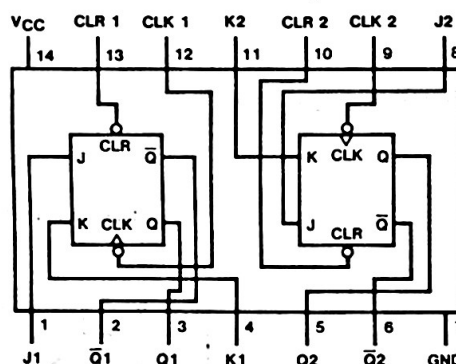 VCC CLR 1 CLK 1 K2 CLR 2 CLK 2 J2
14 13 12 11 10 9 8
CLR CLK
J Q̄ K Q
K CLK Q J CLR Q̄
1 2 3 4 5 6
J1 Q̄1 Q1 K1 Q2 Q̄2 GND